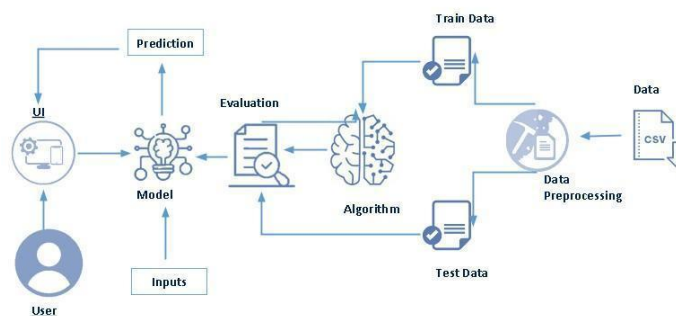 Train Data
Prediction
Evaluation
Data
UI
CSV
Model
Algorithm
Data
Preprocessing
Inputs
Test Data
User